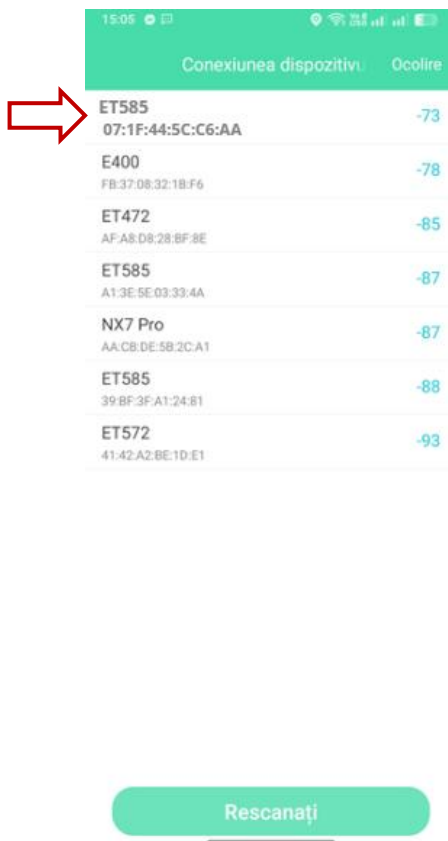 15:05
Conexiunea dispozitivu Ocolire
ET585 -73
07:1F:44:5C:C6:AA
E400 -78
FB:37:08:32:1B:F6
ET472 -85
AF:A8:D8:28:BF:8E
ET585 -87
A1:3E:5E:03:33:4A
NX7 Pro -87
AA:CB:DE:5B:2C:A1
ET585 -88
39:BF:3F:A1:24:81
ET572 -93
41:42:A2:BE:1D:E1
Rescanați